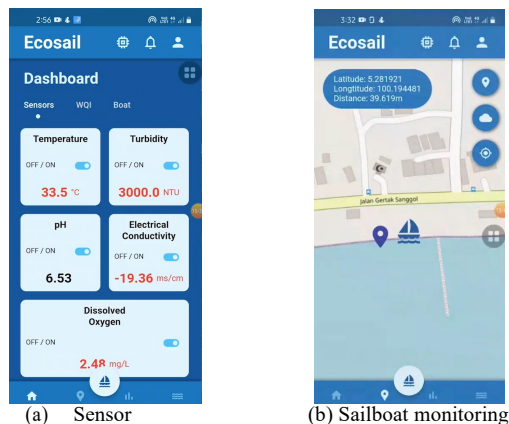 2:56
Ecosail
Dashboard
Sensors WQI Boat
Temperature
OFF / ON
33.5 °C
Turbidity
OFF / ON
3000.0 NTU
pH
OFF / ON
6.53
Electrical
Conductivity
OFF / ON
-19.36 ms/cm
Dissolved
Oxygen
OFF / ON
2.48 mg/L
(a) Sensor
3:32
Ecosail
Latitude: 5.281921
Longtitude: 100.194481
Distance: 39.619m
Jalan Gertak Sanggol
(b) Sailboat monitoring